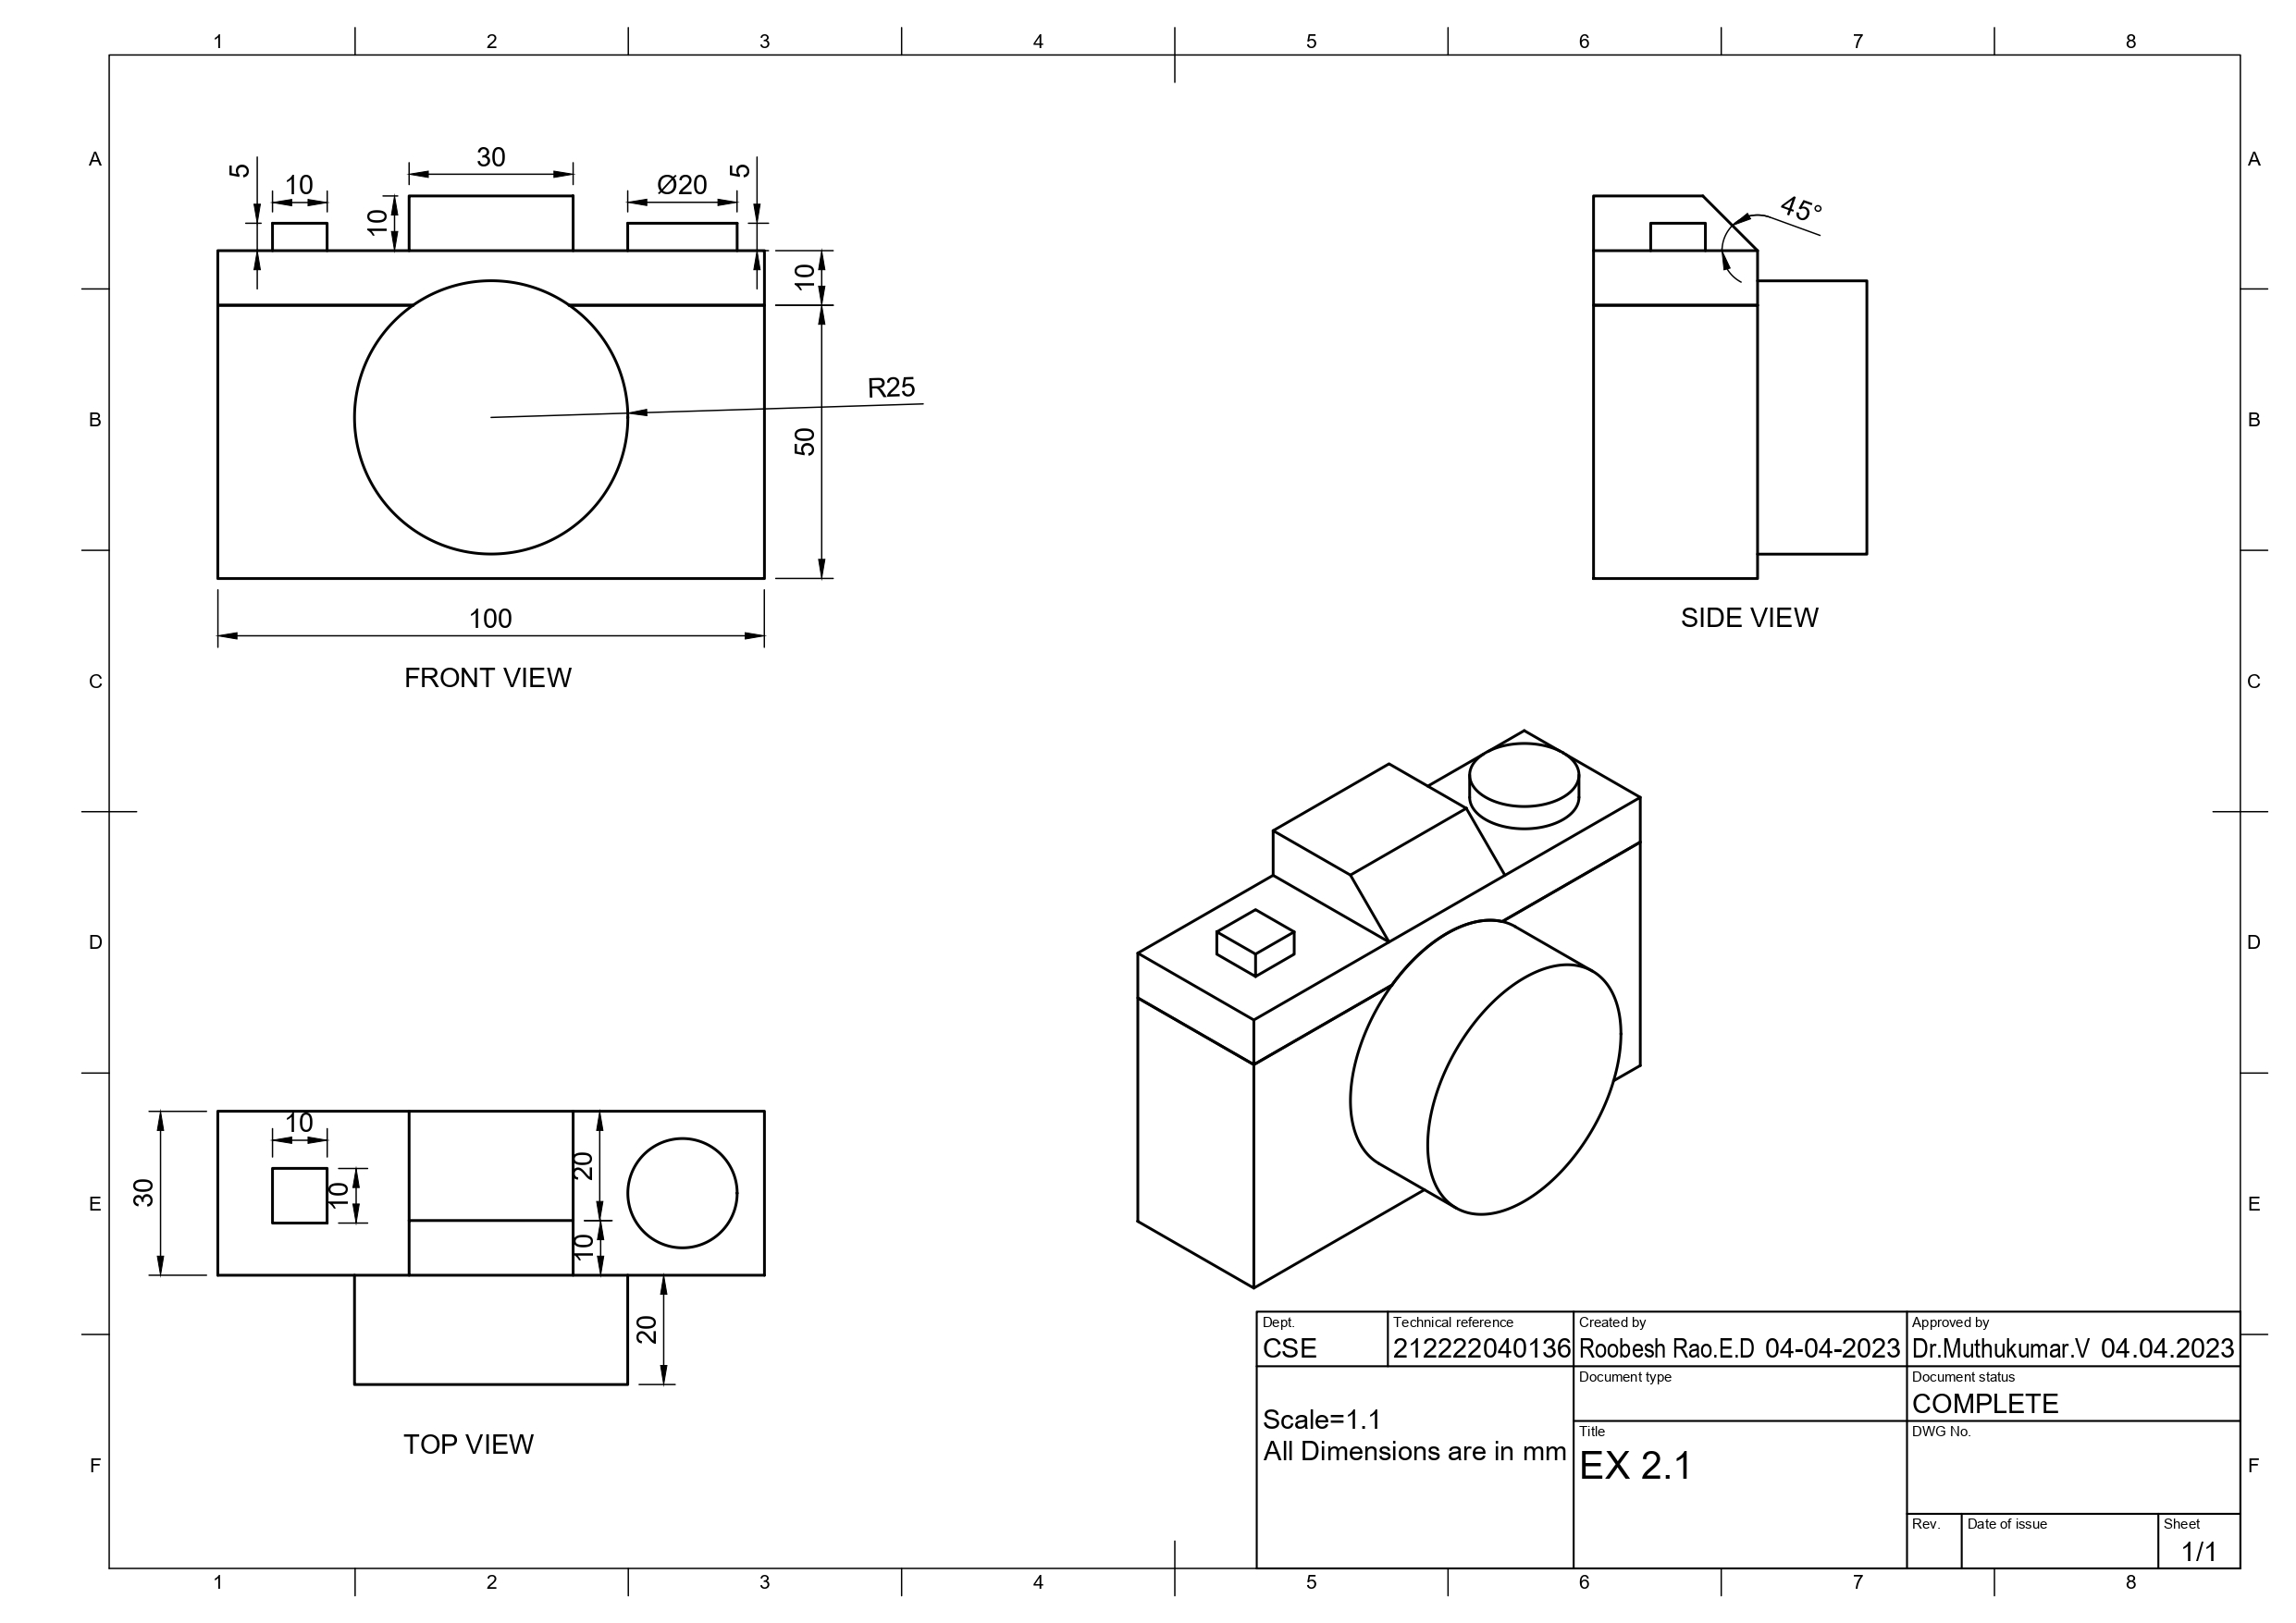 1 2 3 4 5 6 7 8
A A
30
5 10 Ø20 5
10
45°
10
R25
B B
50
100
SIDE VIEW
FRONT VIEW
C C
D D
10
20
30 10
E E
10
20
TOP VIEW
Dept. Technical reference Created by Approved by
CSE 212222040136 Roobesh Rao.E.D 04-04-2023 Dr.Muthukumar.V 04.04.2023
Document type Document status
COMPLETE
Scale=1.1
All Dimensions are in mm
Title DWG No.
EX 2.1
F F
Rev. Date of issue Sheet
1/1
1 2 3 4 5 6 7 8